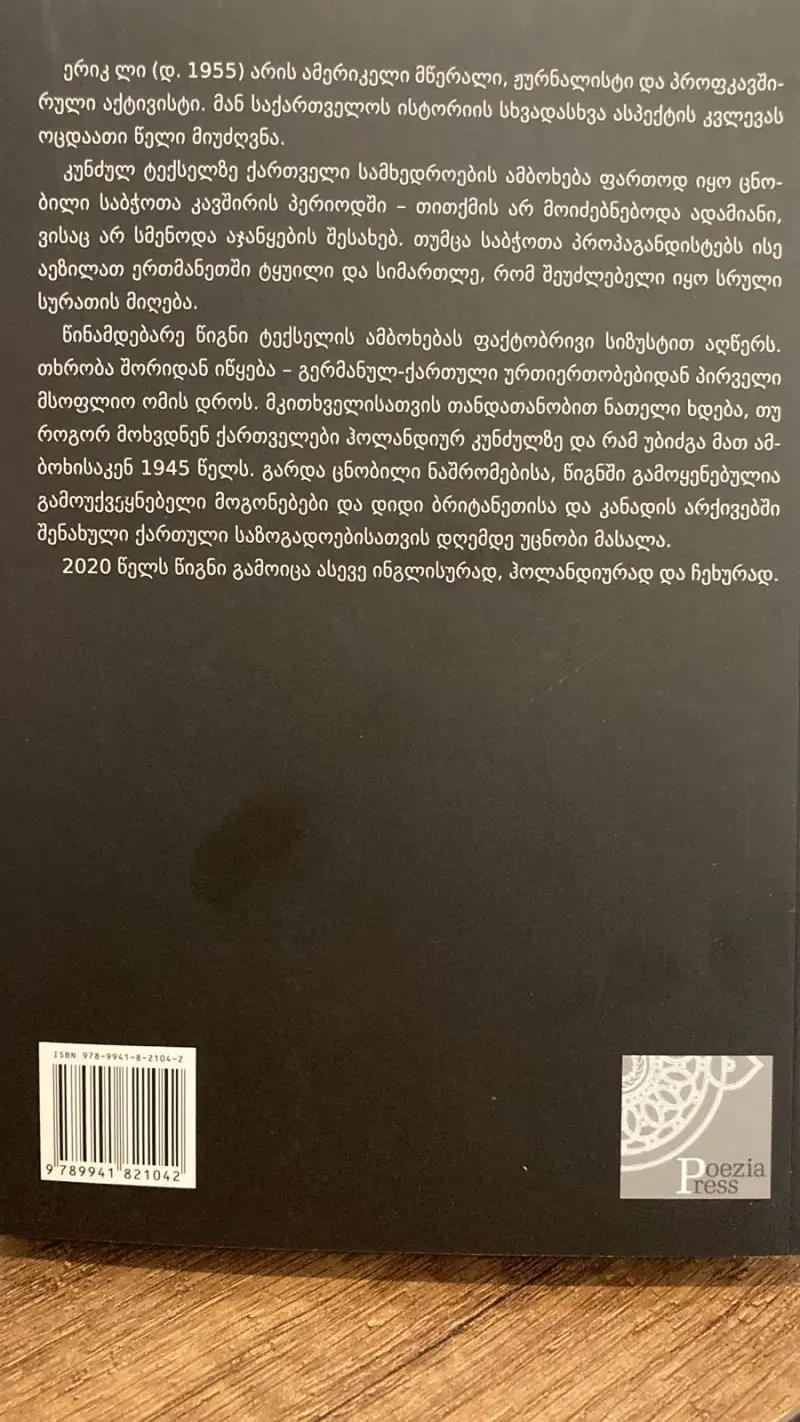 ერიკ ლი (დ. 1955) არის ამერიკელი მწერალი, ჟურნალისტი და პროფკავში-
რული აქტივისტი. მან საქართველოს ისტორიის სხვადასხვა ასპექტის კვლევას
ოცდაათი წელი მიუძღვნა.
კუნძულ ტექსელზე ქართველი სამხედროების ამბოხება ფართოდ იყო ცნო-
ბილი საბჭოთა კავშირის პერიოდში – თითქმის არ მოიძებნებოდა ადამიანი,
ვისაც არ სმენოდა აჯანყების შესახებ. თუმცა საბჭოთა პროპაგანდისტებს ისე
აეზილათ ერთმანეთში ტყუილი და სიმართლე, რომ შეუძლებელი იყო სრული
სურათის მიღება.
წინამდებარე წიგნი ტექსელის ამბოხებას ფაქტობრივი სიზუსტით აღწერს.
თხრობა შორიდან იწყება – გერმანულ-ქართული ურთიერთობებიდან პირველი
მსოფლიო ომის დროს. მკითხველისათვის თანდათანობით ნათელი ხდება, თუ
როგორ მოხვდნენ ქართველები ჰოლანდიურ კუნძულზე და რამ უბიძგა მათ ამ-
ბოხისაკენ 1945 წელს. გარდა ცნობილი ნაშრომებისა, წიგნში გამოყენებულია
გამოუქვეყნებელი მოგონებები და დიდი ბრიტანეთისა და კანადის არქივებში
შენახული ქართული საზოგადოებისათვის დღემდე უცნობი მასალა.
2020 წელს წიგნი გამოიცა ასევე ინგლისურად, ჰოლანდიურად და ჩეხურად.
ISBN 978-9941-8-2104-2
9 789941 821042
Poezia
Press